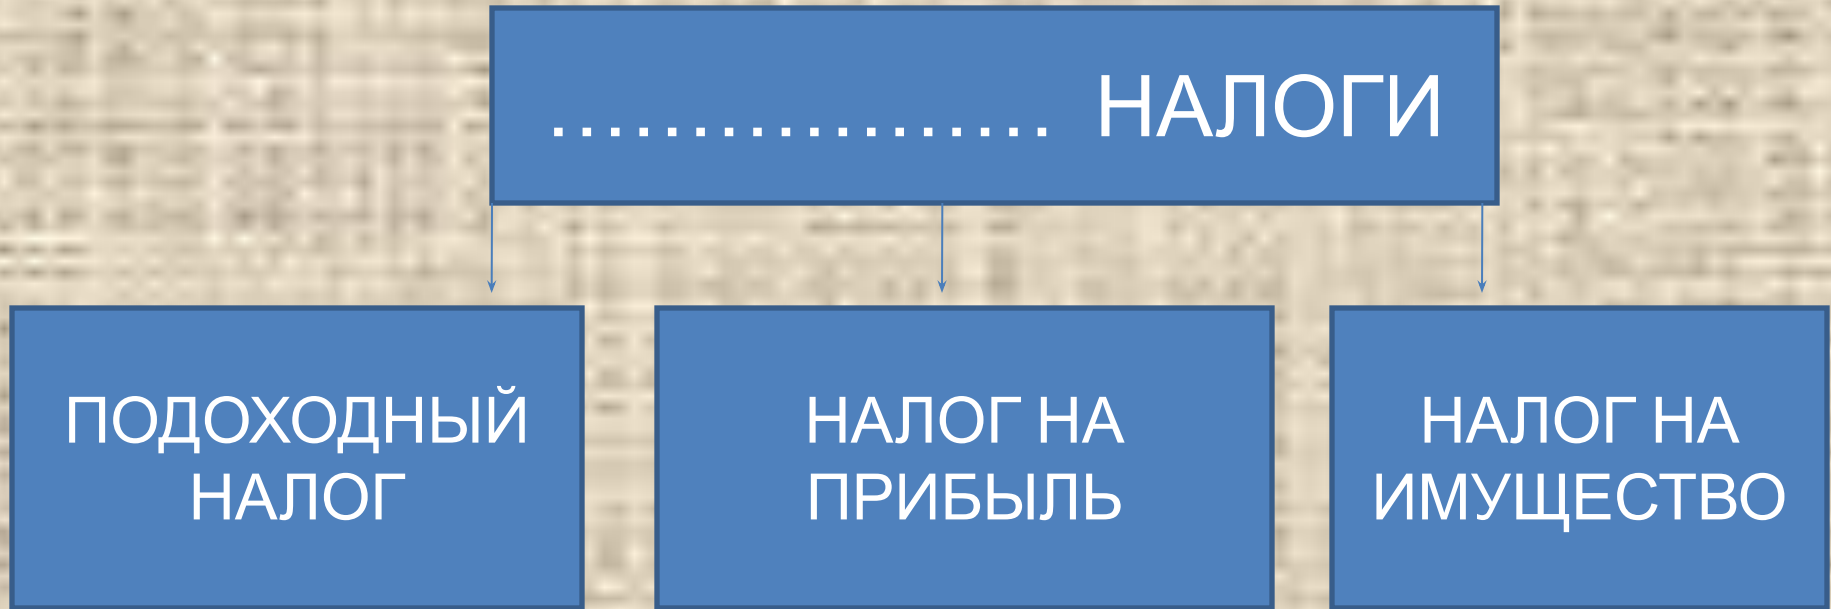 .................. НАЛОГИ
ПОДОХОДНЫЙ
НАЛОГ
НАЛОГ НА
ПРИБЫЛЬ
НАЛОГ НА
ИМУЩЕСТВО